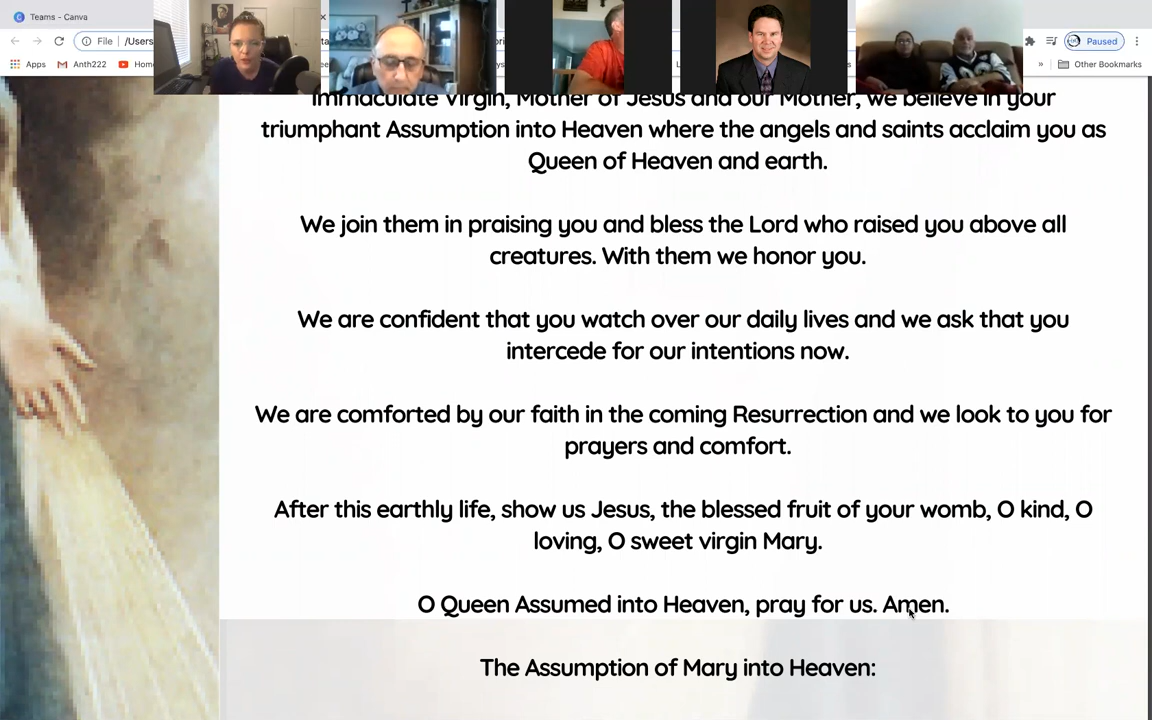 Teams - Canva
File
/Users
Paused
Apps
Anth222
Hom
»
Other Bookmarks
Immaculate Virgin, Mother of Jesus and our Mother, we believe in your
triumphant Assumption into Heaven where the angels and saints acclaim you as
Queen of Heaven and earth.
We join them in praising you and bless the Lord who raised you above all
creatures. With them we honor you.
We are confident that you watch over our daily lives and we ask that you
intercede for our intentions now.
We are comforted by our faith in the coming Resurrection and we look to you for
prayers and comfort.
After this earthly life, show us Jesus, the blessed fruit of your womb, O kind, O
loving, O sweet virgin Mary.
O Queen Assumed into Heaven, pray for us. Amen.
The Assumption of Mary into Heaven: